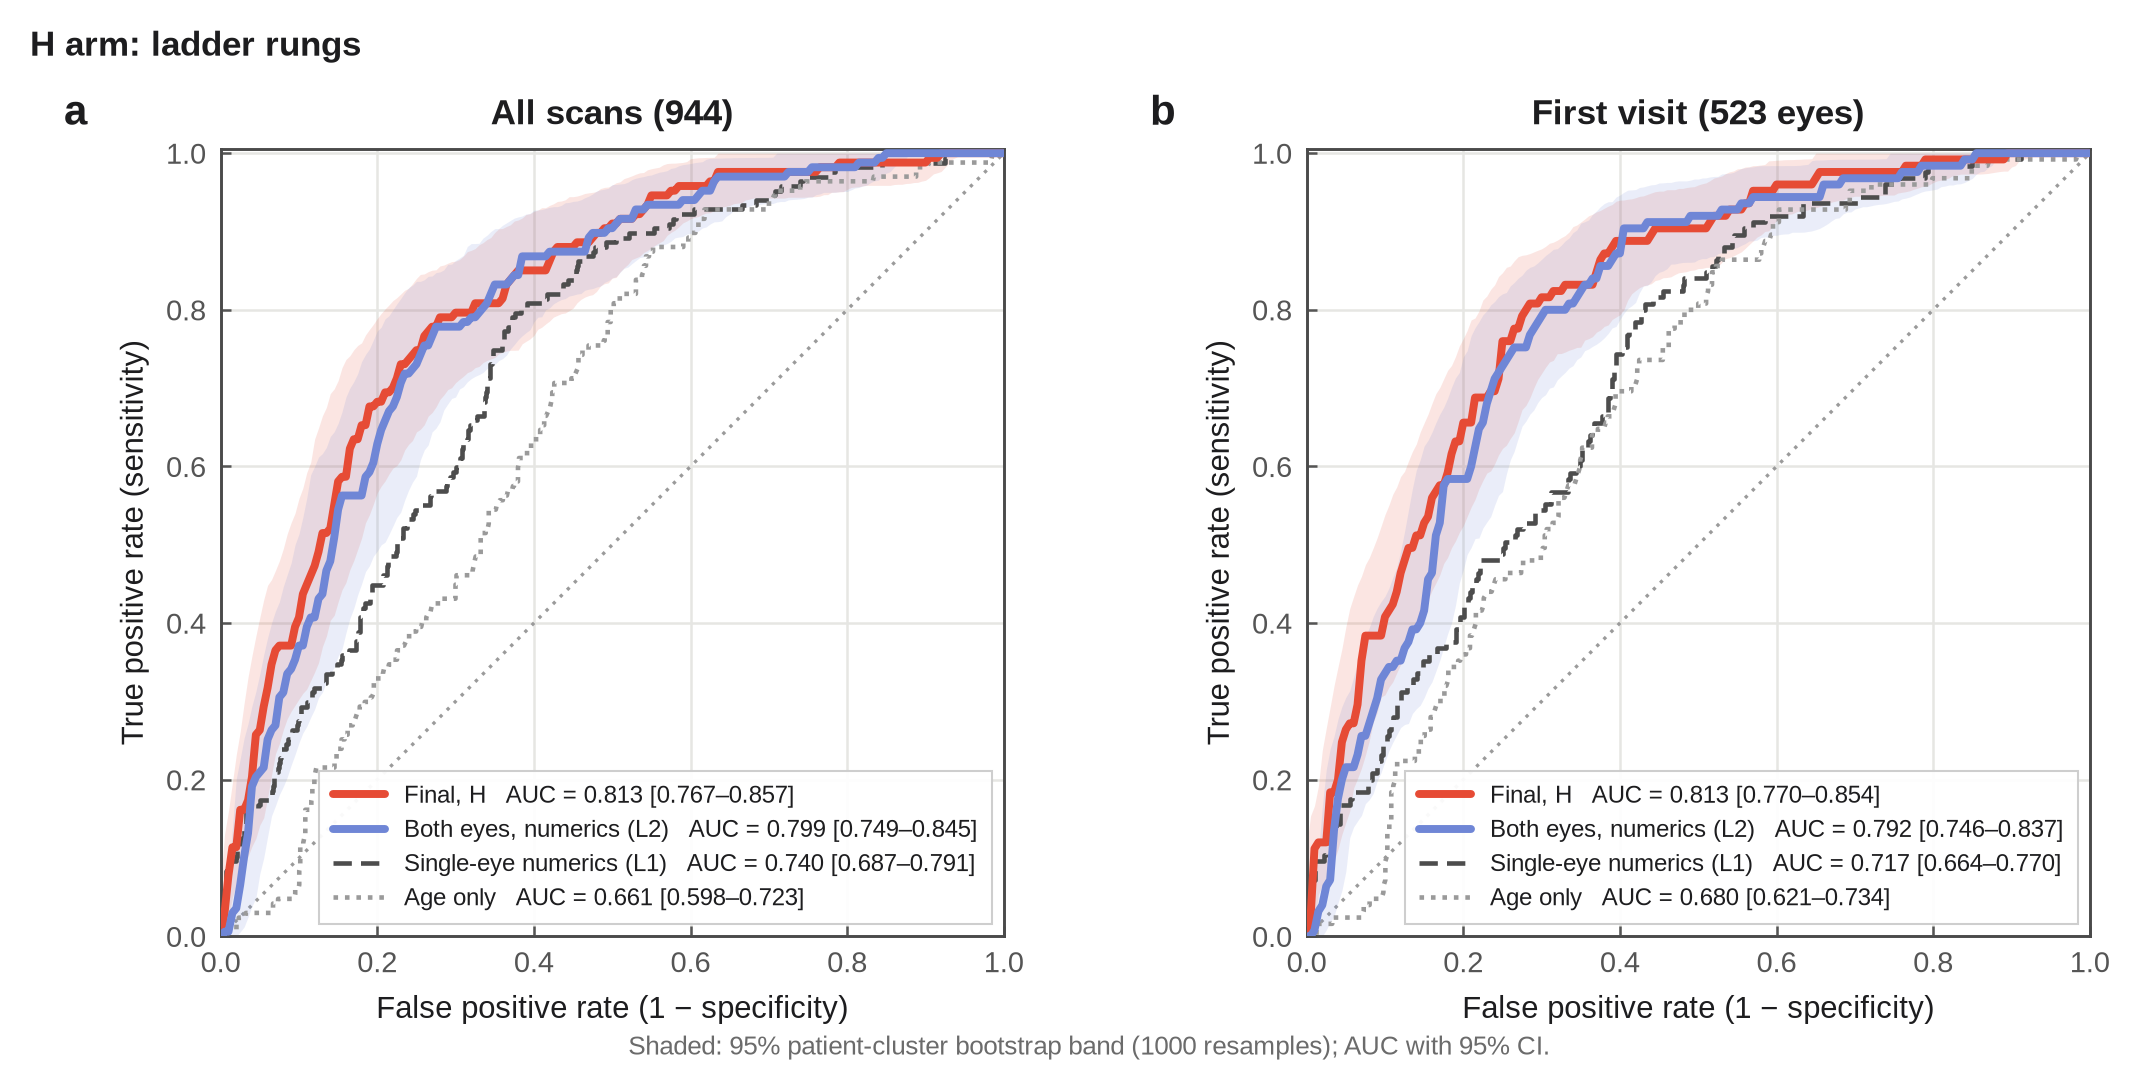 H arm: ladder rungs
a
All scans (944)
1.0
0.8
0.6
0.4
0.2
0.0
0.0 0.2 0.4 0.6 0.8 1.0
True positive rate (sensitivity)
False positive rate (1 − specificity)
Final, H AUC = 0.813 [0.767–0.857]
Both eyes, numerics (L2) AUC = 0.799 [0.749–0.845]
Single-eye numerics (L1) AUC = 0.740 [0.687–0.791]
Age only AUC = 0.661 [0.598–0.723]
b
First visit (523 eyes)
1.0
0.8
0.6
0.4
0.2
0.0
0.0 0.2 0.4 0.6 0.8 1.0
True positive rate (sensitivity)
False positive rate (1 − specificity)
Final, H AUC = 0.813 [0.770–0.854]
Both eyes, numerics (L2) AUC = 0.792 [0.746–0.837]
Single-eye numerics (L1) AUC = 0.717 [0.664–0.770]
Age only AUC = 0.680 [0.621–0.734]
Shaded: 95% patient-cluster bootstrap band (1000 resamples); AUC with 95% CI.